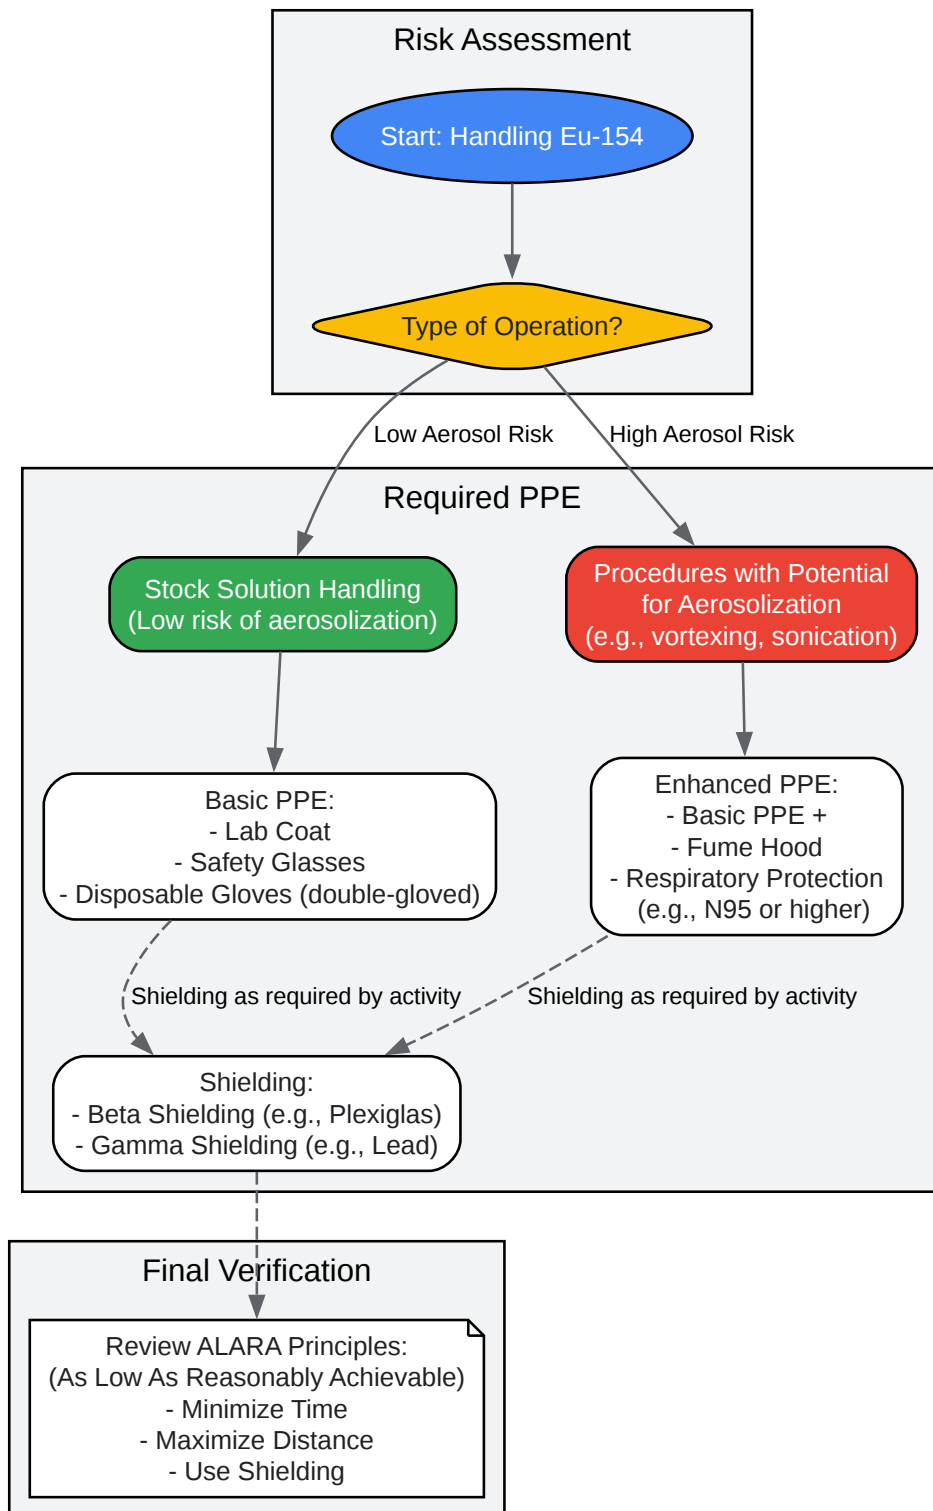 Risk Assessment
Start: Handling Eu-154
Type of Operation?
Low Aerosol Risk
High Aerosol Risk
Required PPE
Stock Solution Handling
(Low risk of aerosolization)
Procedures with Potential
for Aerosolization
(e.g., vortexing, sonication)
Basic PPE:
- Lab Coat
- Safety Glasses
- Disposable Gloves (double-gloved)
Enhanced PPE:
- Basic PPE +
- Fume Hood
- Respiratory Protection
(e.g., N95 or higher)
Shielding as required by activity
Shielding as required by activity
Shielding:
- Beta Shielding (e.g., Plexiglas)
- Gamma Shielding (e.g., Lead)
Final Verification
Review ALARA Principles:
(As Low As Reasonably Achievable)
- Minimize Time
- Maximize Distance
- Use Shielding